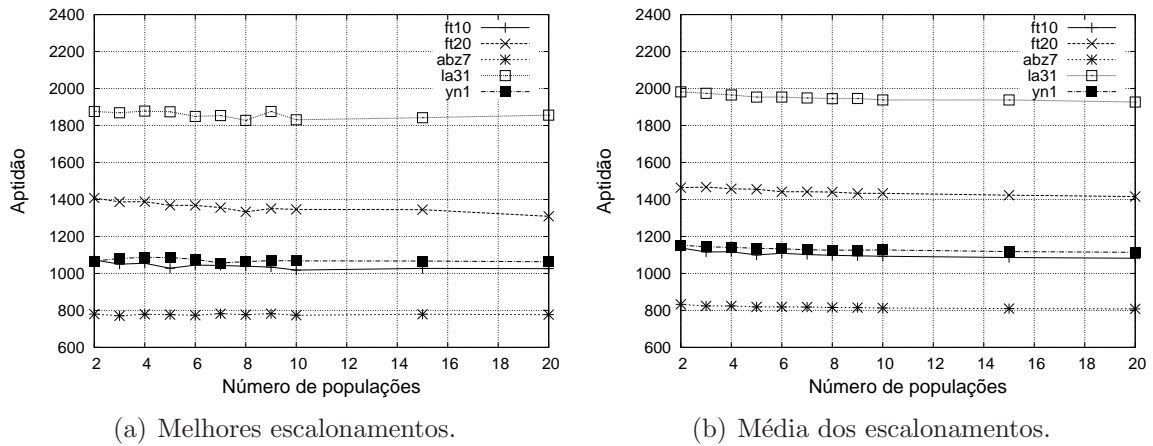 2400
2200
2000
1800
1600
1400
1200
1000
800
600
Aptidão
2 4 6 8 10 12 14 16 18 20
Número de populações
ft10
ft20
abz7
la31
yn1
(a) Melhores escalonamentos.
2400
2200
2000
1800
1600
1400
1200
1000
800
600
Aptidão
2 4 6 8 10 12 14 16 18 20
Número de populações
ft10
ft20
abz7
la31
yn1
(b) Média dos escalonamentos.